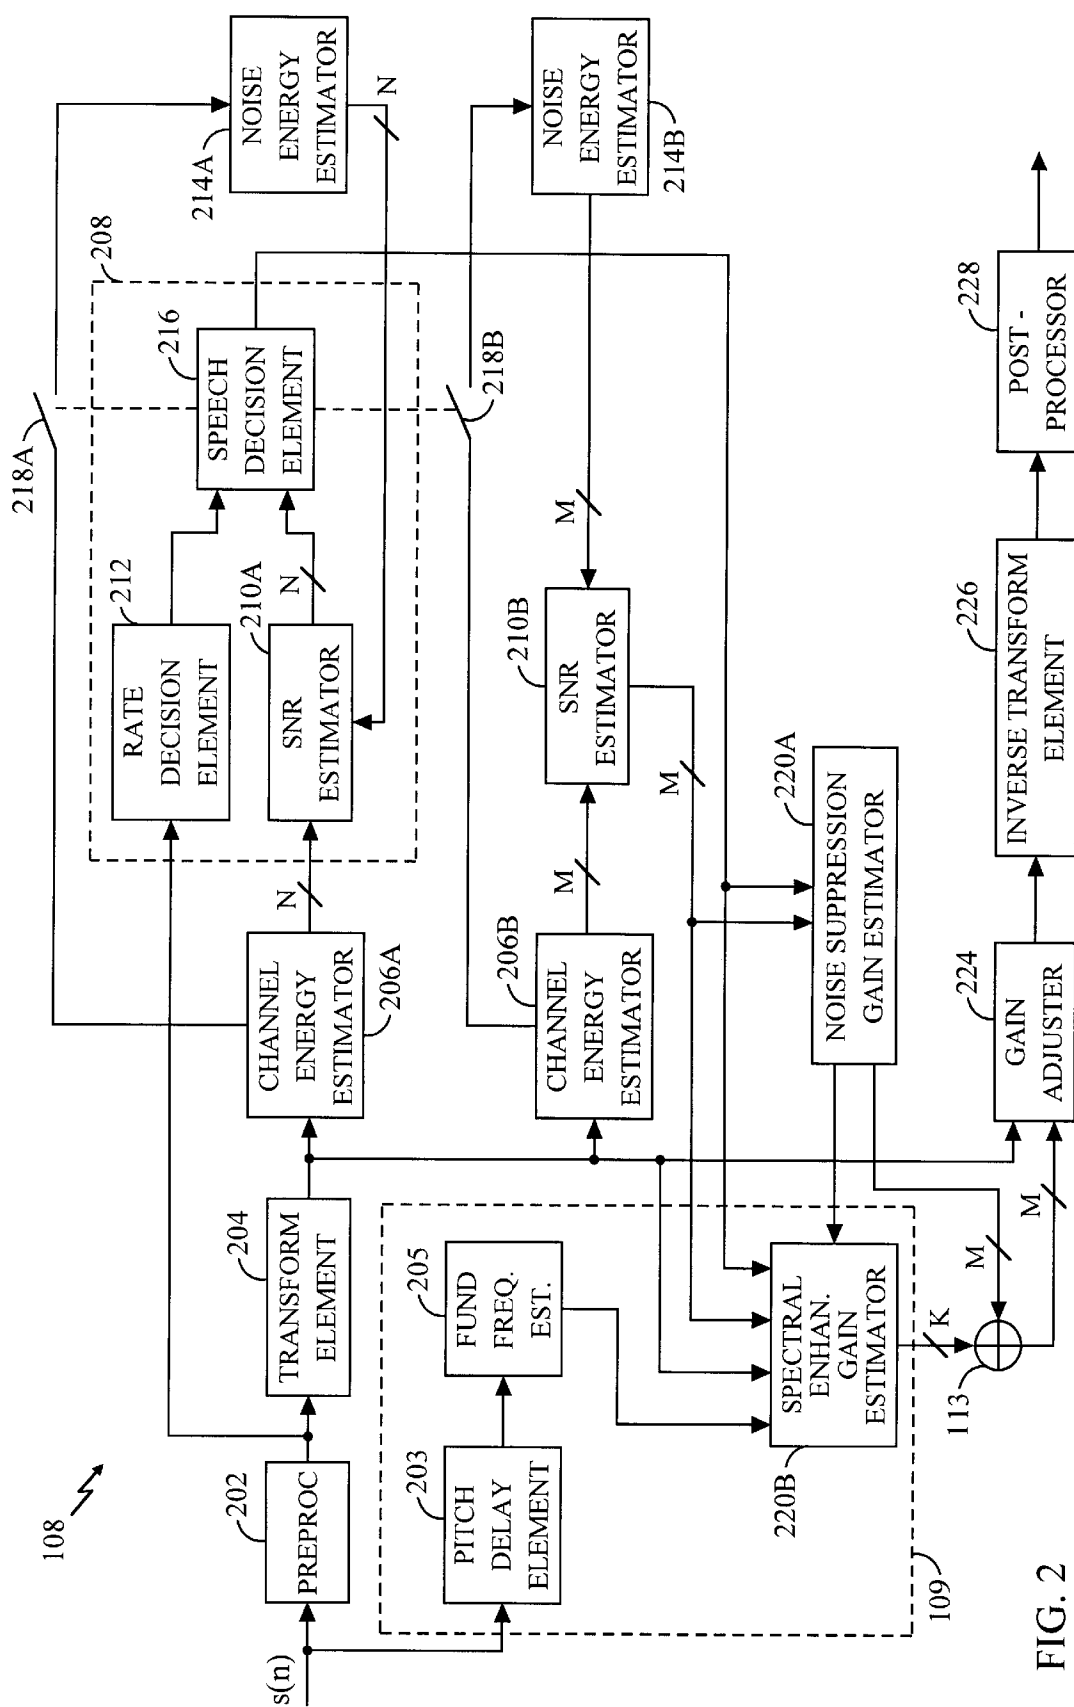 108
s(n)
202
PREPROC
204
TRANSFORM
ELEMENT
218A
CHANNEL
ENERGY
ESTIMATOR
206A
N
208
212
RATE
DECISION
ELEMENT
210A
SNR
ESTIMATOR
N
216
SPEECH
DECISION
ELEMENT
214A
NOISE
ENERGY
ESTIMATOR
N
218B
203
PITCH
DELAY
ELEMENT
205
FUND
FREQ.
EST.
206B
CHANNEL
ENERGY
ESTIMATOR
M
210B
SNR
ESTIMATOR
M
M
NOISE
ENERGY
ESTIMATOR
214B
109
220B
SPECTRAL
ENHAN.
GAIN
ESTIMATOR
220A
NOISE SUPPRESSION
GAIN ESTIMATOR
K
M
113
M
224
GAIN
ADJUSTER
226
INVERSE TRANSFORM
ELEMENT
228
POST -
PROCESSOR
FIG. 2